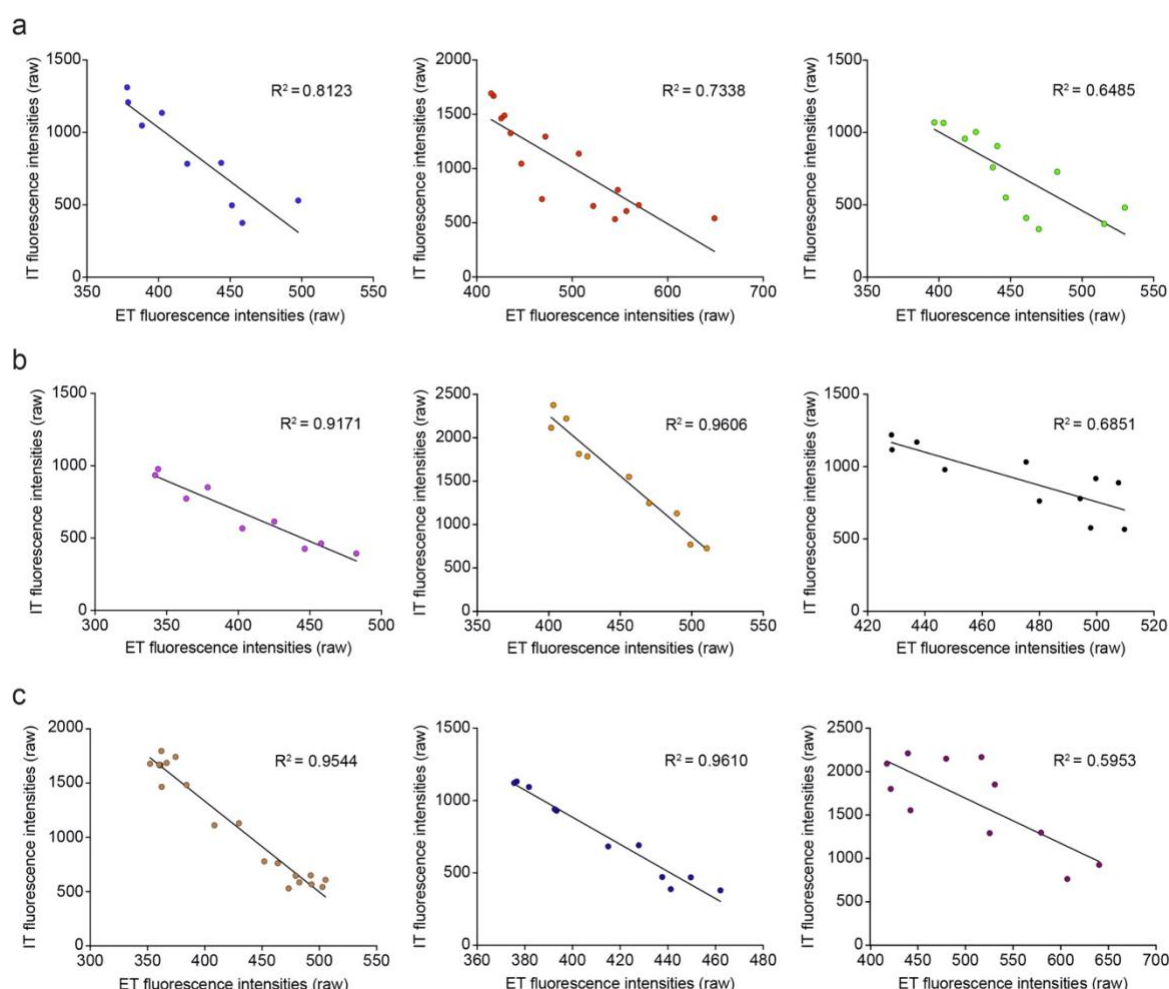 a
IT fluorescence intensities (raw)
1500
1000
500
0
R² = 0.8123
350 400 450 500 550
ET fluorescence intensities (raw)
IT fluorescence intensities (raw)
2000
1500
1000
500
0
R² = 0.7338
400 500 600 700
ET fluorescence intensities (raw)
IT fluorescence intensities (raw)
1500
1000
500
0
R² = 0.6485
350 400 450 500 550
ET fluorescence intensities (raw)
b
IT fluorescence intensities (raw)
1500
1000
500
0
R² = 0.9171
300 350 400 450 500
ET fluorescence intensities (raw)
IT fluorescence intensities (raw)
2500
2000
1500
1000
500
0
R² = 0.9606
350 400 450 500 550
ET fluorescence intensities (raw)
IT fluorescence intensities (raw)
1500
1000
500
0
R² = 0.6851
420 440 460 480 500 520
ET fluorescence intensities (raw)
c
IT fluorescence intensities (raw)
2000
1500
1000
500
0
R² = 0.9544
300 350 400 450 500 550
ET fluorescence intensities (raw)
IT fluorescence intensities (raw)
1500
1000
500
0
R² = 0.9610
360 380 400 420 440 460 480
ET fluorescence intensities (raw)
IT fluorescence intensities (raw)
2500
2000
1500
1000
500
0
R² = 0.5953
400 450 500 550 600 650 700
ET fluorescence intensities (raw)